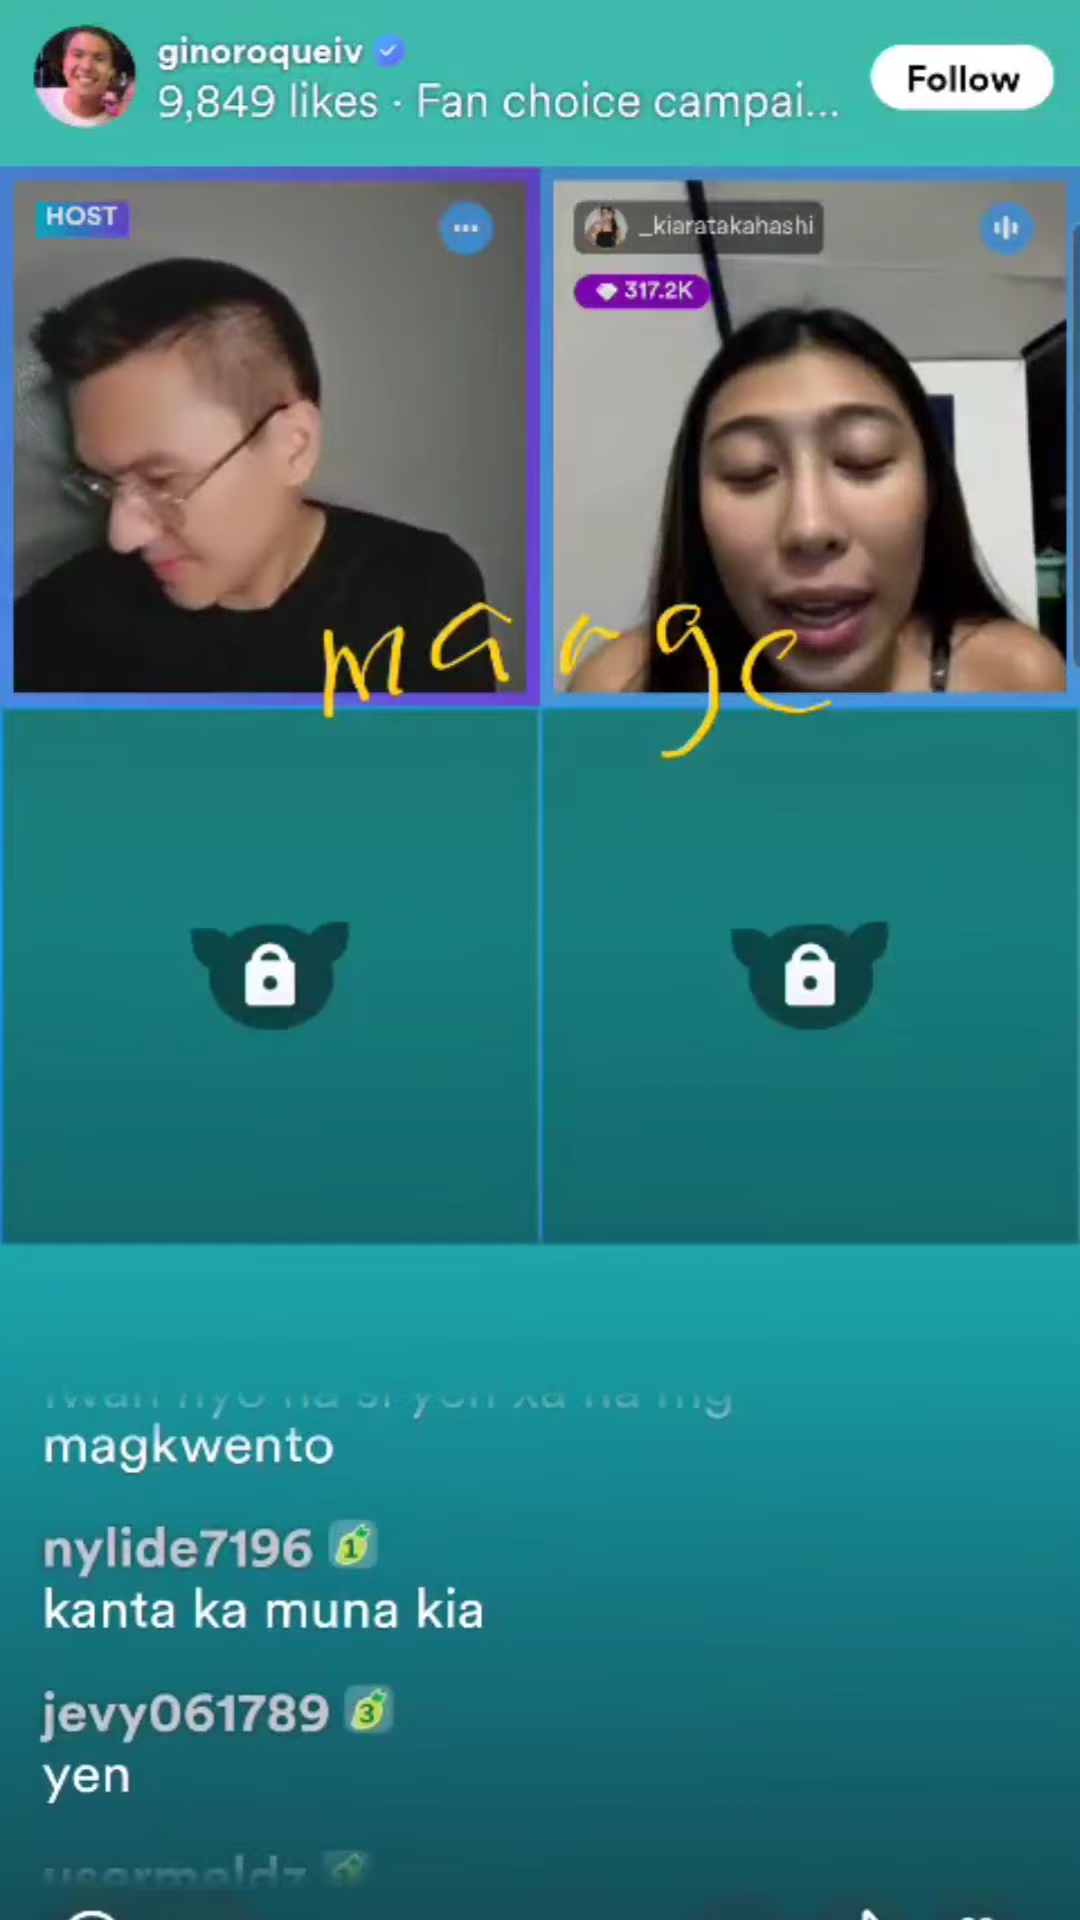 ginoroqueiv
9,849 likes · Fan choice campai...
Follow
HOST
_kiaratakahashi
317.2K
mange
magkwento
nylide7196 1
kanta ka muna kia
jevy061789 3
yen